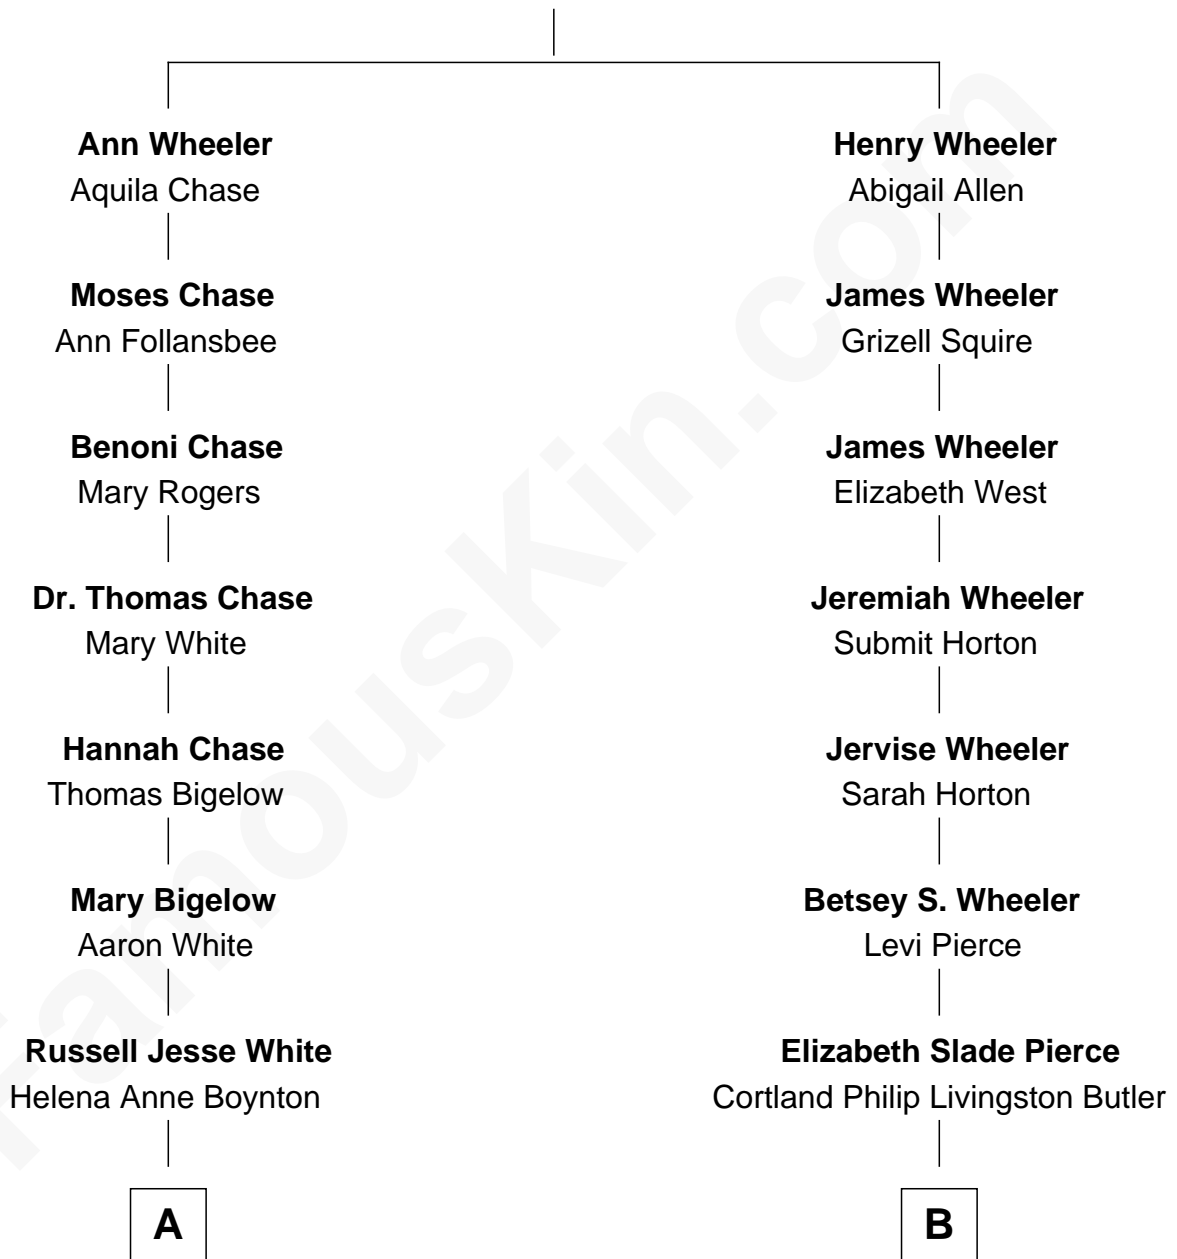 Ann Wheeler
Aquila Chase
Moses Chase
Ann Follansbee
Benoni Chase
Mary Rogers
Dr. Thomas Chase
Mary White
Hannah Chase
Thomas Bigelow
Mary Bigelow
Aaron White
Russell Jesse White
Helena Anne Boynton
A
Henry Wheeler
Abigail Allen
James Wheeler
Grizell Squire
James Wheeler
Elizabeth West
Jeremiah Wheeler
Submit Horton
Jervise Wheeler
Sarah Horton
Betsey S. Wheeler
Levi Pierce
Elizabeth Slade Pierce
Cortland Philip Livingston Butler
B
FamousKin.com